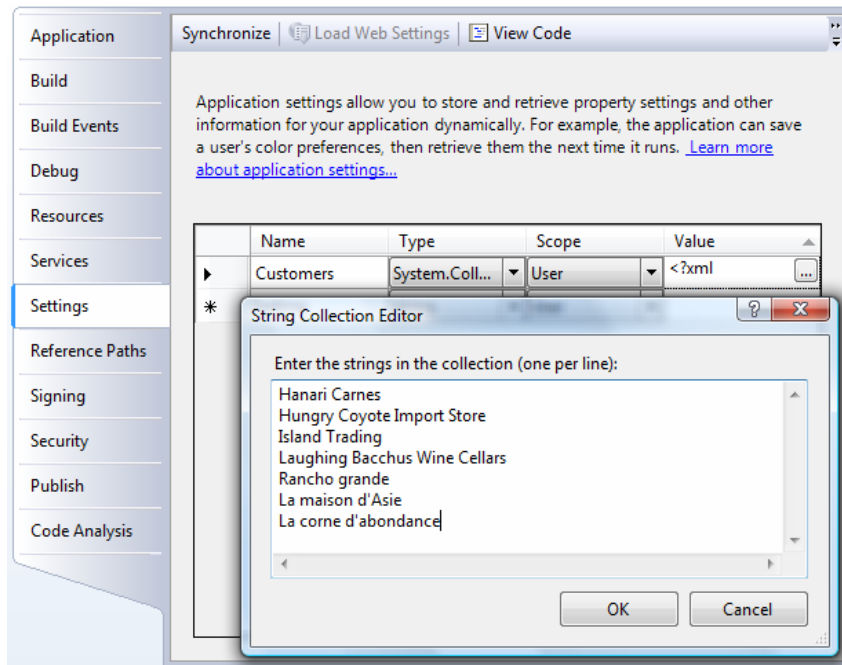 Application
Build
Build Events
Debug
Resources
Services
Settings
Reference Paths
Signing
Security
Publish
Code Analysis
Synchronize Load Web Settings View Code
Application settings allow you to store and retrieve property settings and other
information for your application dynamically. For example, the application can save
a user's color preferences, then retrieve them the next time it runs. Learn more
about application settings...
Name Type Scope Value
Customers System.Coll... User <?xml ...
String Collection Editor
Enter the strings in the collection (one per line):
Hanari Carnes
Hungry Coyote Import Store
Island Trading
Laughing Bacchus Wine Cellars
Rancho grande
La maison d'Asie
La corne d'abondance
OK Cancel